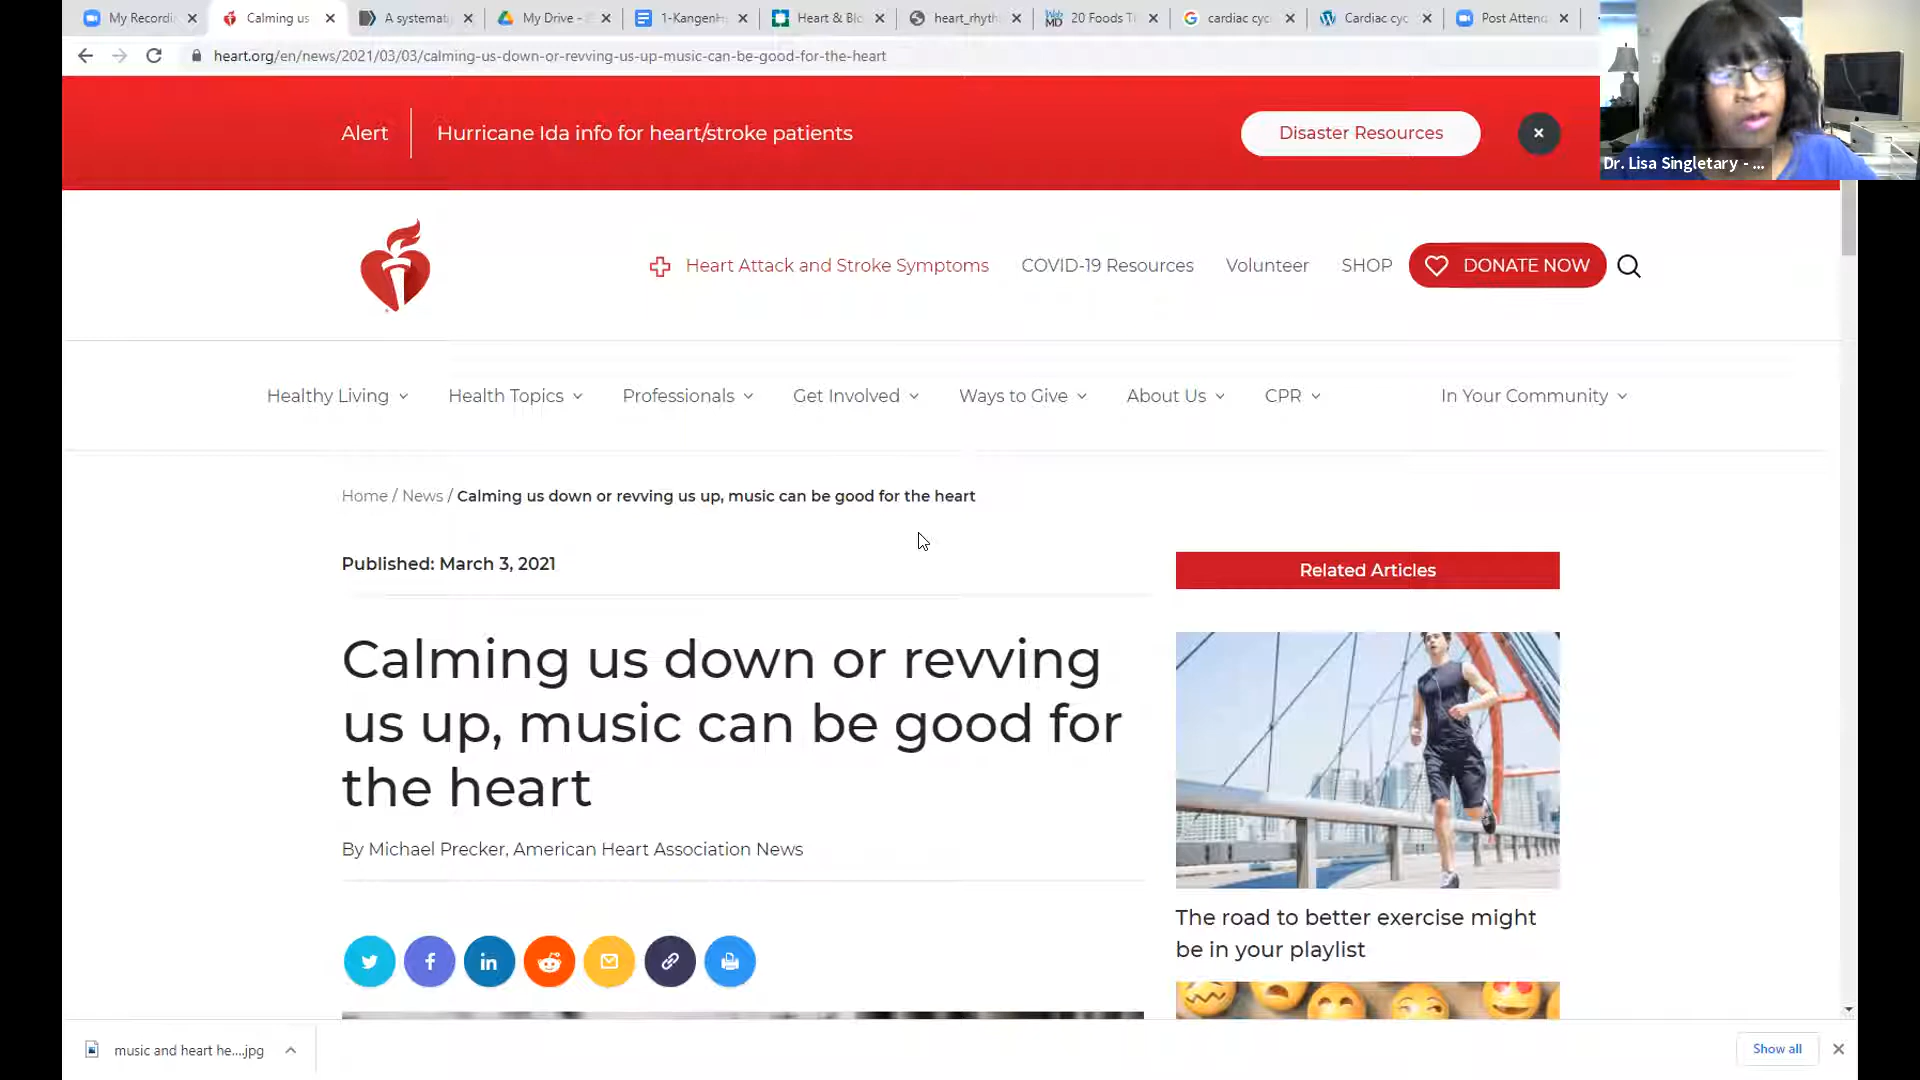 My Recordi
Calming us
A systemati
My Drive -
1-KangenH
Heart & Blo
heart_rhyth
20 Foods T
cardiac cyc
Cardiac cyc
Post Attend
heart.org/en/news/2021/03/03/calming-us-down-or-revving-us-up-music-can-be-good-for-the-heart
Alert
Hurricane Ida info for heart/stroke patients
Disaster Resources
Dr. Lisa Singletary - ...
Heart Attack and Stroke Symptoms
COVID-19 Resources
Volunteer
SHOP
DONATE NOW
Healthy Living
Health Topics
Professionals
Get Involved
Ways to Give
About Us
CPR
In Your Community
Home / News / Calming us down or revving us up, music can be good for the heart
Published: March 3, 2021
Related Articles
Calming us down or revving
us up, music can be good for
the heart
By Michael Precker, American Heart Association News
The road to better exercise might
be in your playlist
music and heart he....jpg
Show all